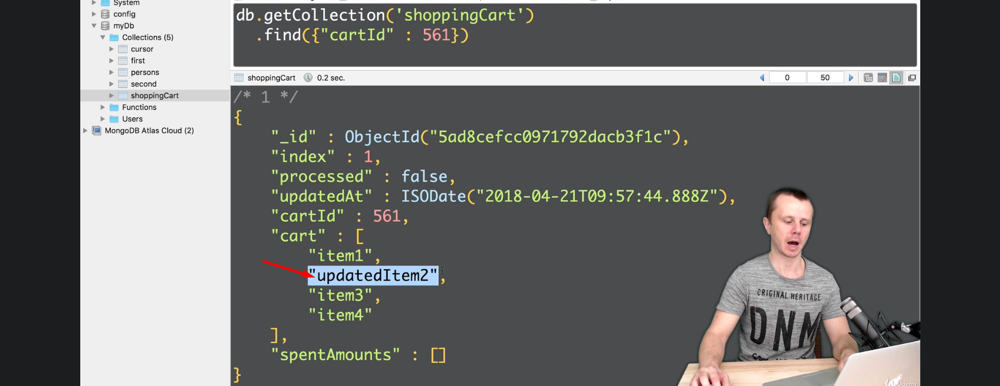 System
config
myDb
Collections (5)
cursor
first
persons
second
shoppingCart
Functions
Users
MongoDB Atlas Cloud (2)
db.getCollection('shoppingCart')
.find({"cartId" : 561})
shoppingCart 0.2 sec.
0 50
/* 1 */
{
"_id" : ObjectId("5ad8cefcc0971792dacb3f1c"),
"index" : 1,
"processed" : false,
"updatedAt" : ISODate("2018-04-21T09:57:44.888Z"),
"cartId" : 561,
"cart" : [
"item1",
"updatedItem2",
"item3",
"item4"
],
"spentAmounts" : []
}
ORIGINAL HERITAGE
DNM
Udemy